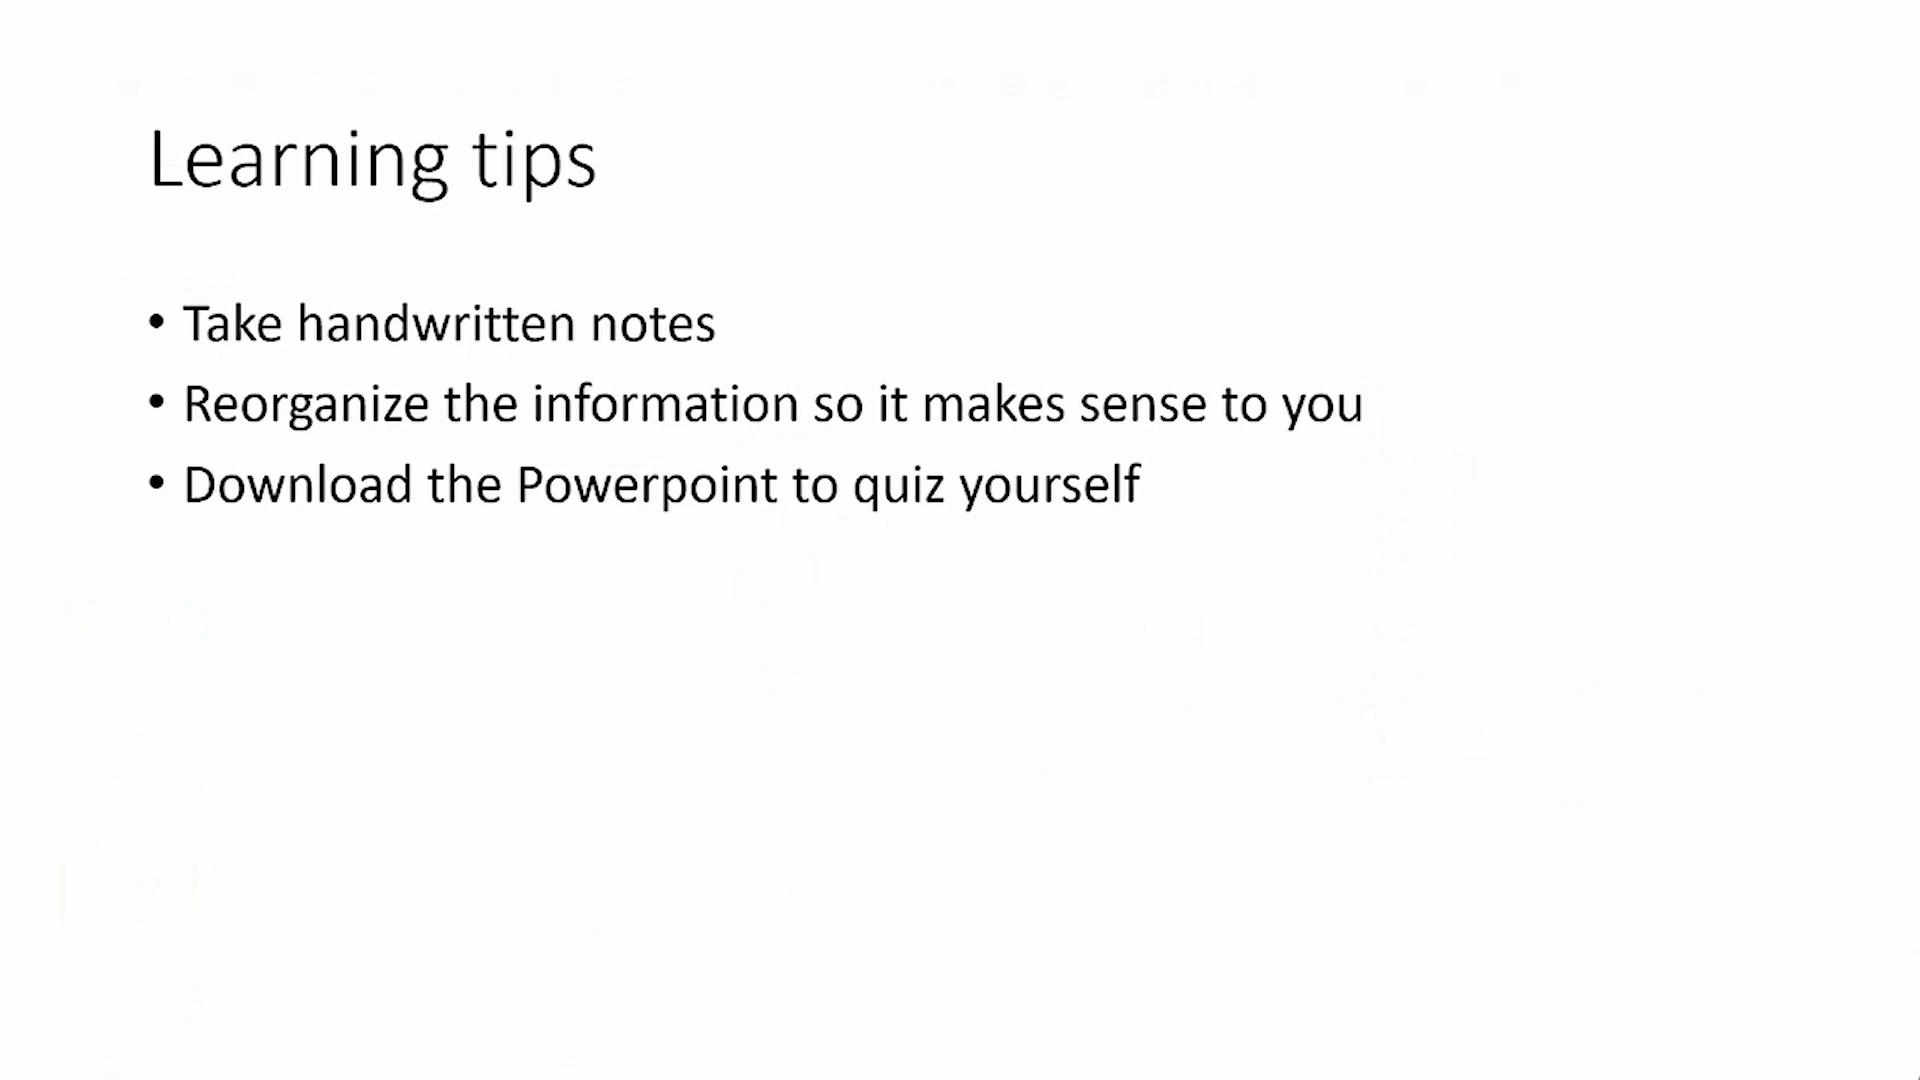 Learning tips
• Take handwritten notes
• Reorganize the information so it makes sense to you
• Download the Powerpoint to quiz yourself